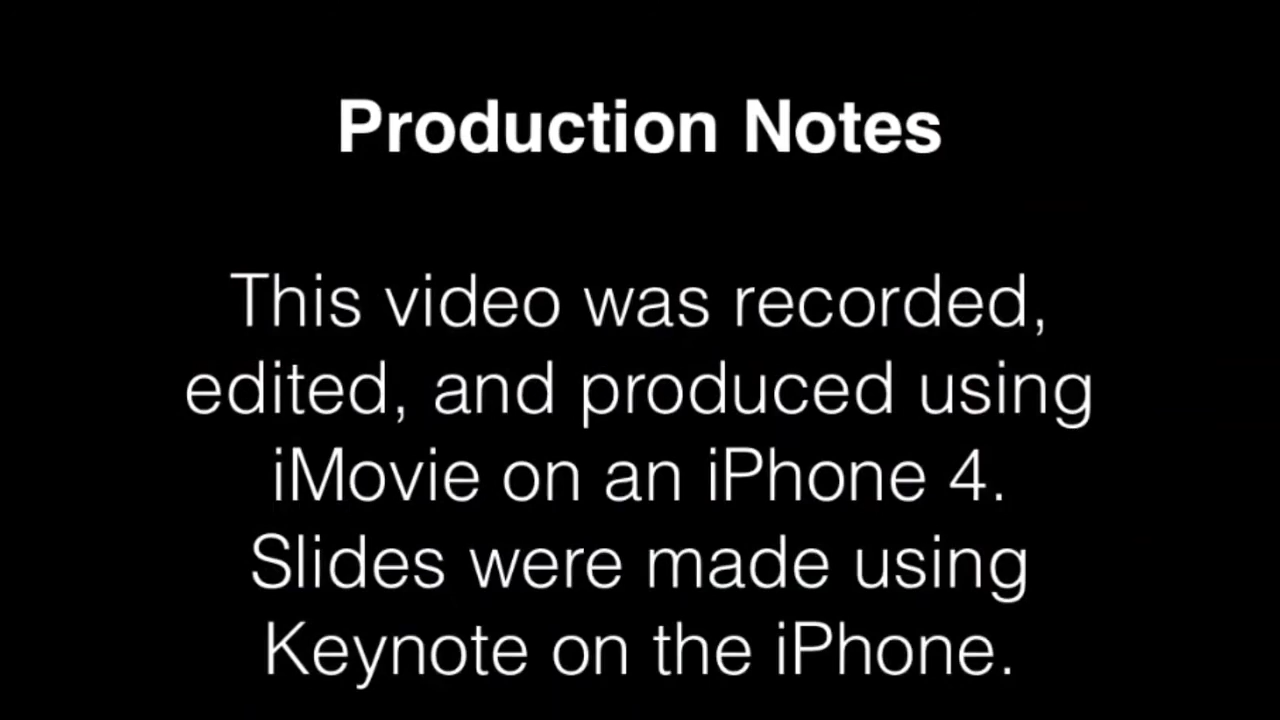 Production Notes
This video was recorded,
edited, and produced using
iMovie on an iPhone 4.
Slides were made using
Keynote on the iPhone.